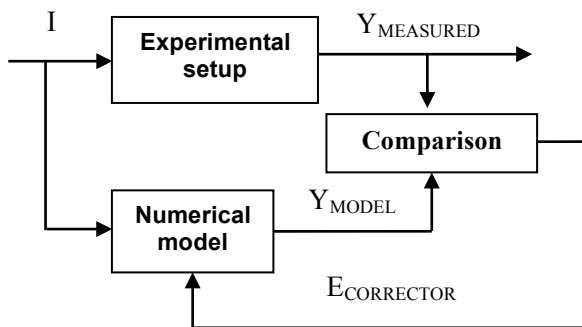 I
Experimental
setup
Y_MEASURED
Comparison
Numerical
model
Y_MODEL
E_CORRECTOR